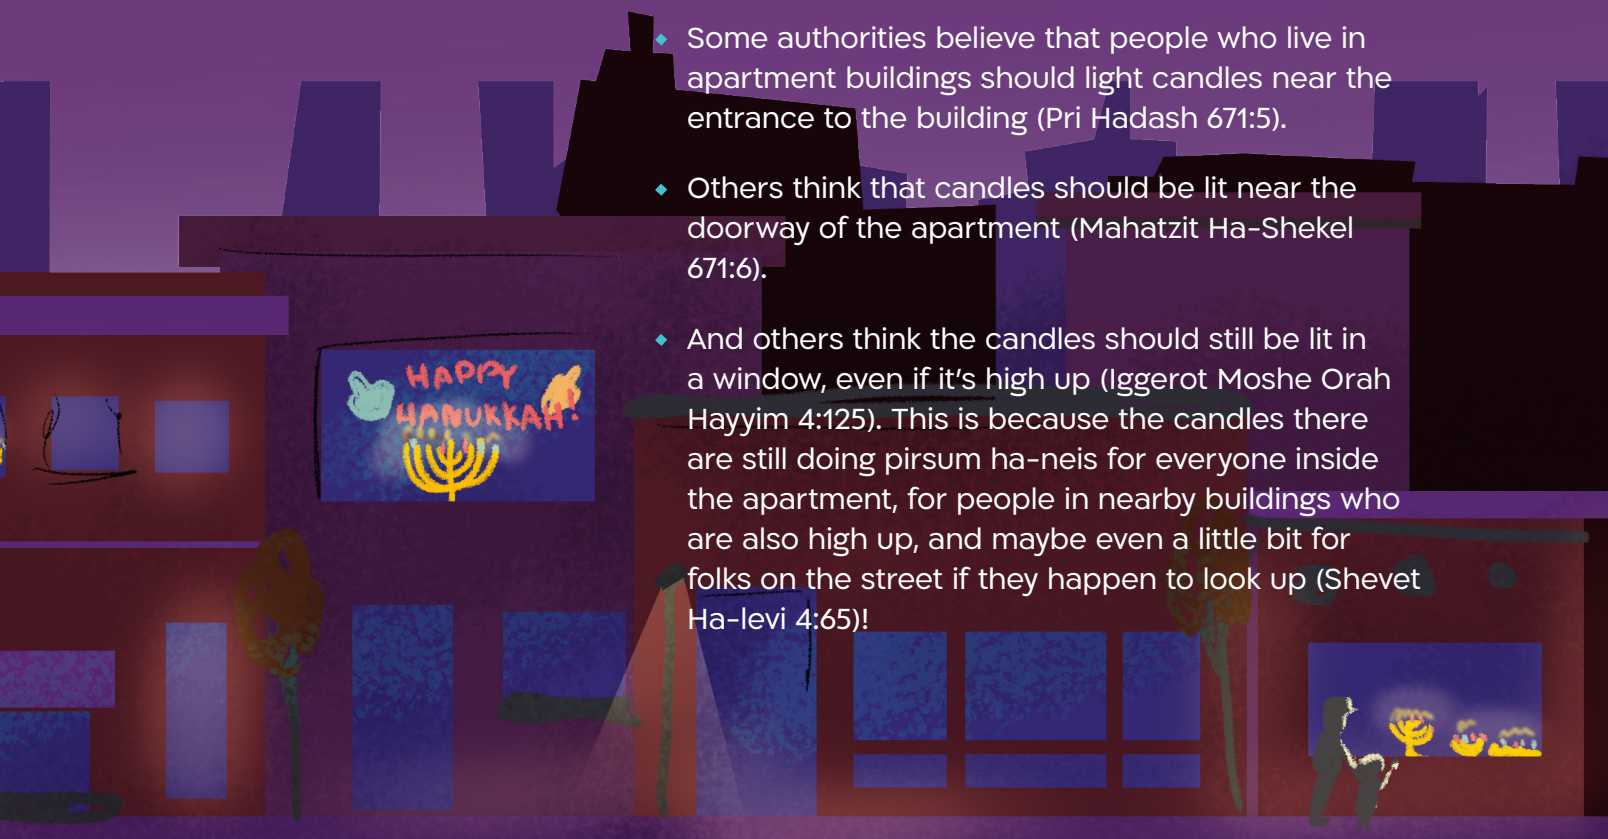 Some authorities believe that people who live in
apartment buildings should light candles near the
entrance to the building (Pri Hadash 671:5).
Others think that candles should be lit near the
doorway of the apartment (Mahatzit Ha-Shekel
671:6).
And others think the candles should still be lit in
a window, even if it's high up (Iggerot Moshe Orah
Hayyim 4:125). This is because the candles there
are still doing pirsum ha-neis for everyone inside
the apartment, for people in nearby buildings who
are also high up, and maybe even a little bit for
folks on the street if they happen to look up (Shevet
Ha-levi 4:65)!
HAPPY
HANUKKAH!